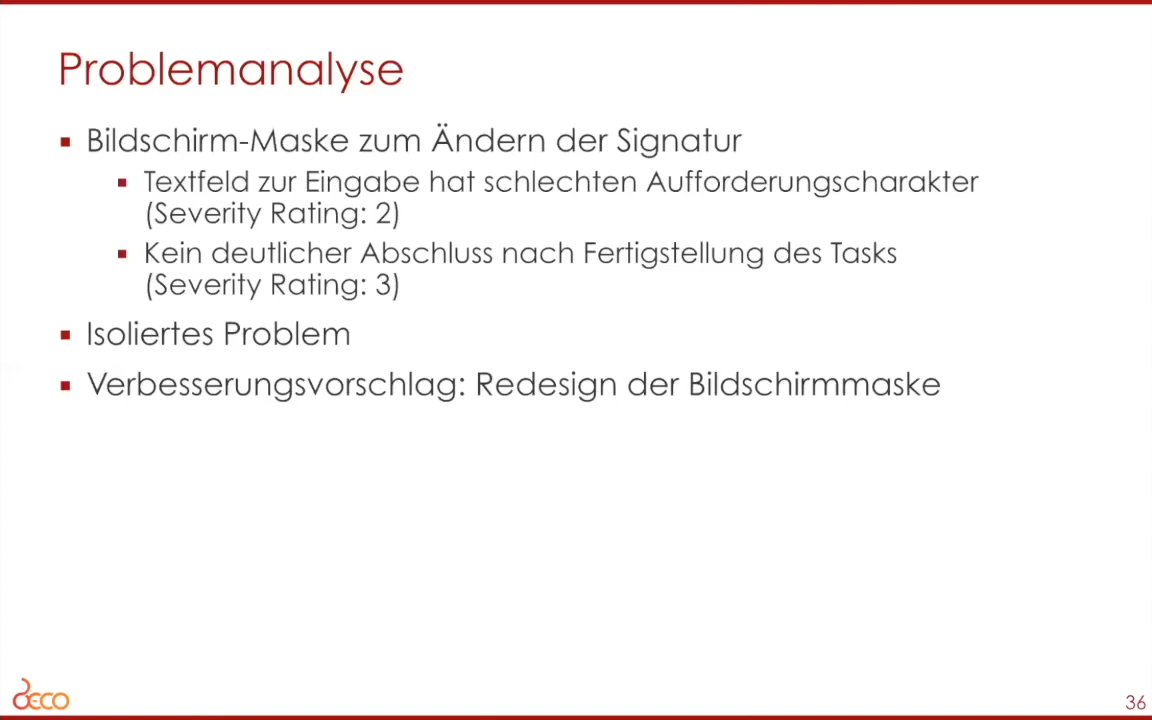 Problemanalyse
Bildschirm-Maske zum Ändern der Signatur
Textfeld zur Eingabe hat schlechten Aufforderungscharakter
(Severity Rating: 2)
Kein deutlicher Abschluss nach Fertigstellung des Tasks
(Severity Rating: 3)
Isoliertes Problem
Verbesserungsvorschlag: Redesign der Bildschirmmaske
DECO
36